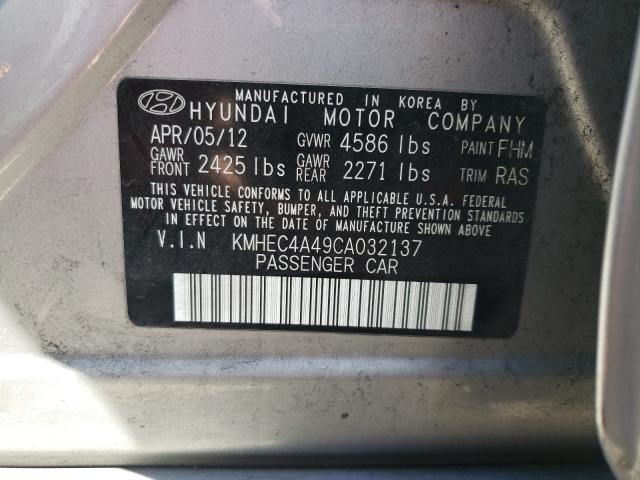 MANUFACTURED IN KOREA BY
HYUNDAI MOTOR COMPANY
APR/05/12 GVWR 4586 lbs PAINT FHM
GAWR FRONT 2425 lbs GAWR REAR 2271 lbs TRIM RAS
THIS VEHICLE CONFORMS TO ALL APPLICABLE U.S.A. FEDERAL
MOTOR VEHICLE SAFETY, BUMPER, AND THEFT PREVENTION STANDARDS
IN EFFECT ON THE DATE OF MANUFACTURE SHOWN ABOVE.
V.I.N KMHEC4A49CA032137
PASSENGER CAR